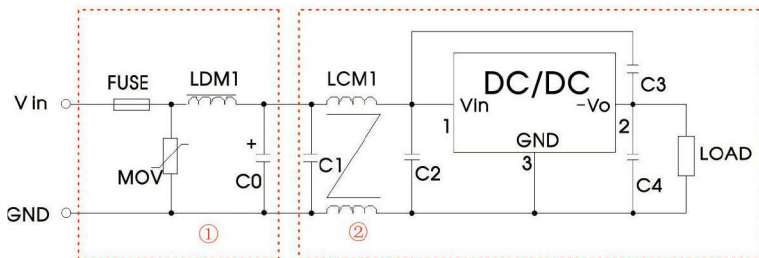 FUSE
LDM1
LCM1
DC/DC
C3
Vin
Vin
-Vo
1
2
GND
3
+
MOV
C0
C1
C2
C4
LOAD
GND
①
②